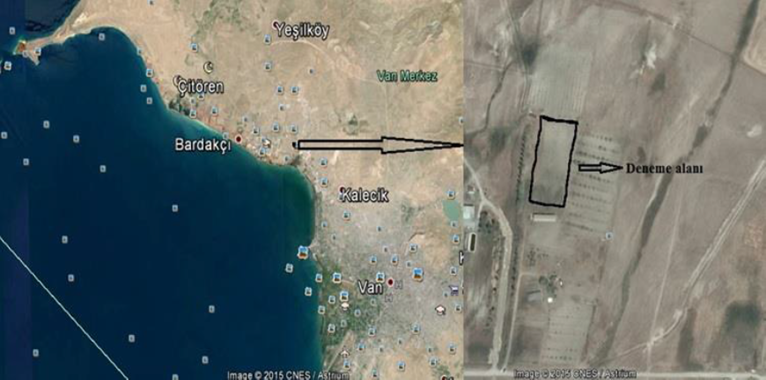 Yeşilköy
Van Merkez
Çitören
Bardakçı
Kalecik
Van
Deneme alanı
Image © 2015 CNES / Astrium
Image © 2015 CNES / Astrium